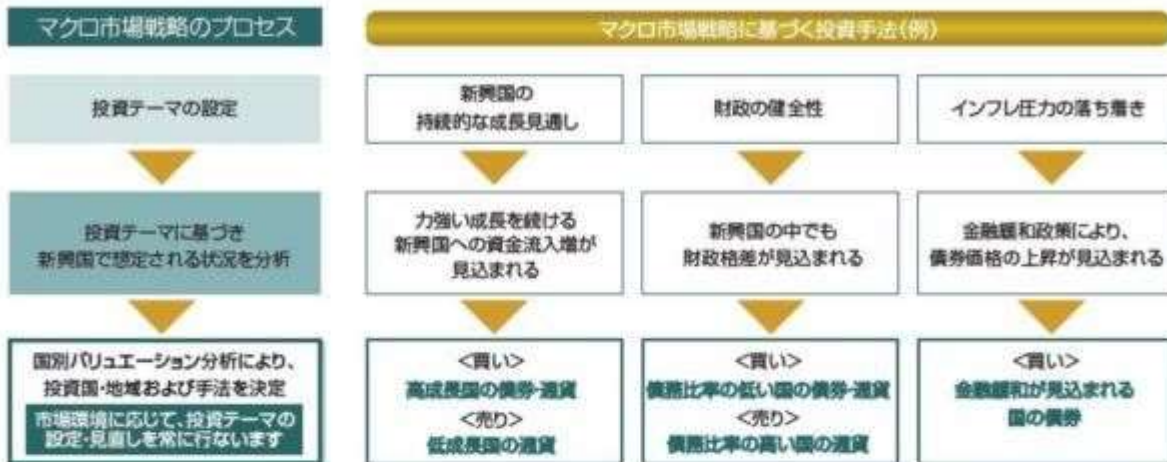 マクロ市場戦略のプロセス
マクロ市場戦略に基づく投資手法(例)
投資テーマの設定
新興国の
持続的な成長見通し
財政の健全性
インフレ圧力の落ち着き
投資テーマに基づき
新興国で想定される状況を分析
力強い成長を続ける
新興国への資金流入増が
見込まれる
新興国の中でも
財政格差が見込まれる
金融緩和政策により、
債券価格の上昇が見込まれる
国別バリュエーション分析により、
投資国・地域および手法を決定
市場環境に応じて、投資テーマの
設定・見直しを常に行ないます
<買い>
高成長国の債券・通貨
<売り>
低成長国の通貨
<買い>
債務比率の低い国の債券・通貨
<売り>
債務比率の高い国の通貨
<買い>
金融緩和が見込まれる
国の債券